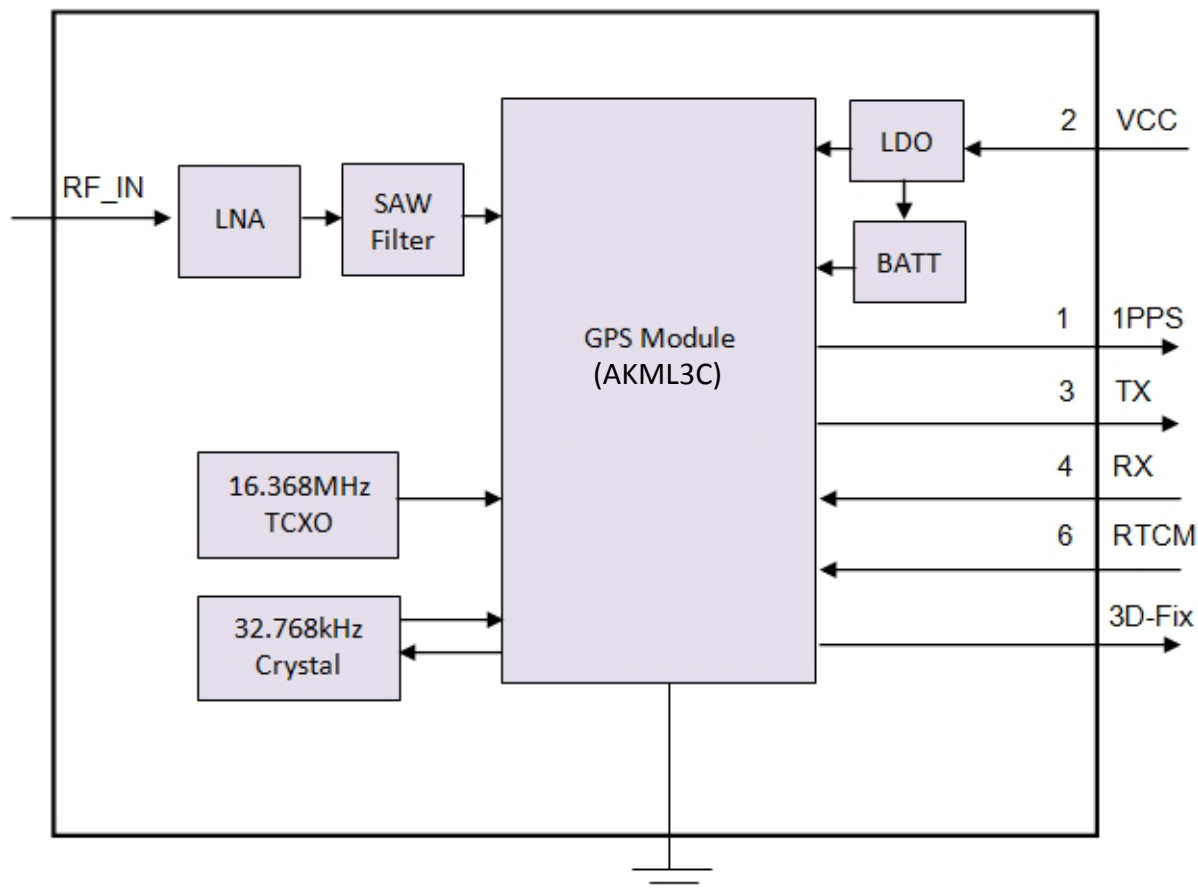 2 VCC
LDO
RF_IN
LNA
SAW
Filter
BATT
1 1PPS
GPS Module
(AKML3C)
3 TX
4 RX
16.368MHz
TCXO
6 RTCM
3D-Fix
32.768kHz
Crystal